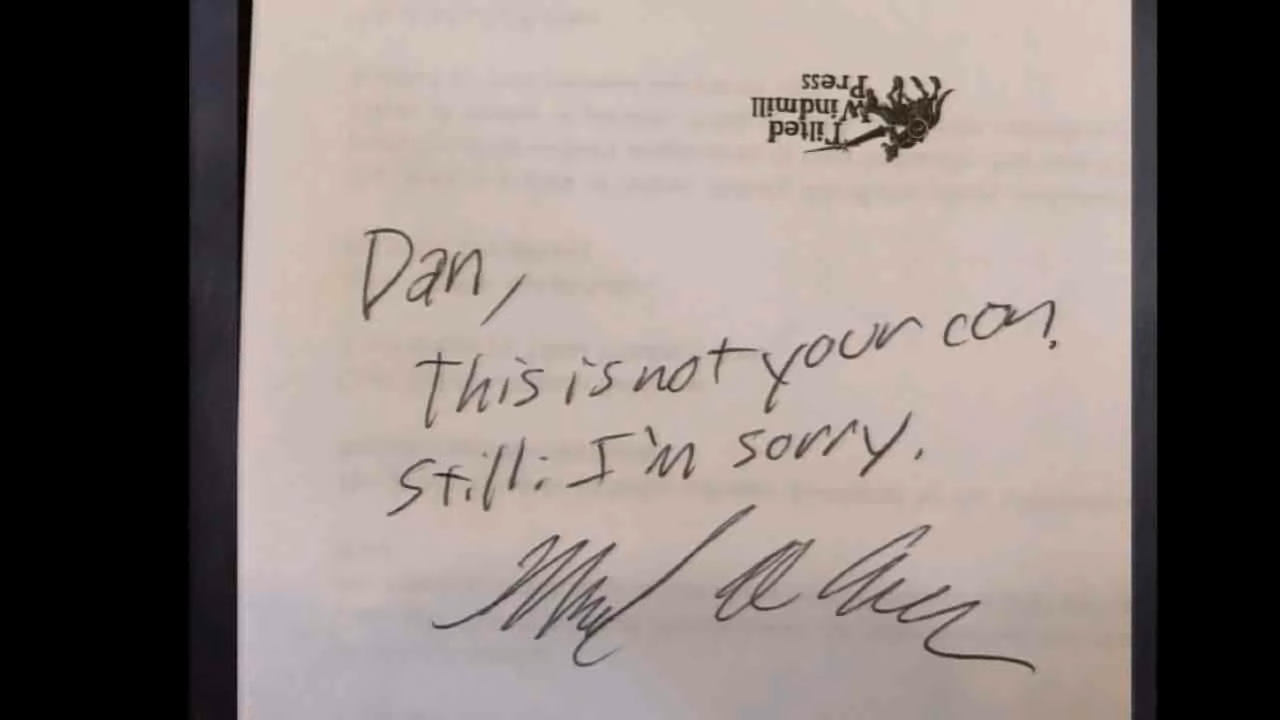 Tilted
Windmill
Press
Dan,
This is not your con.
Still: I'm sorry.